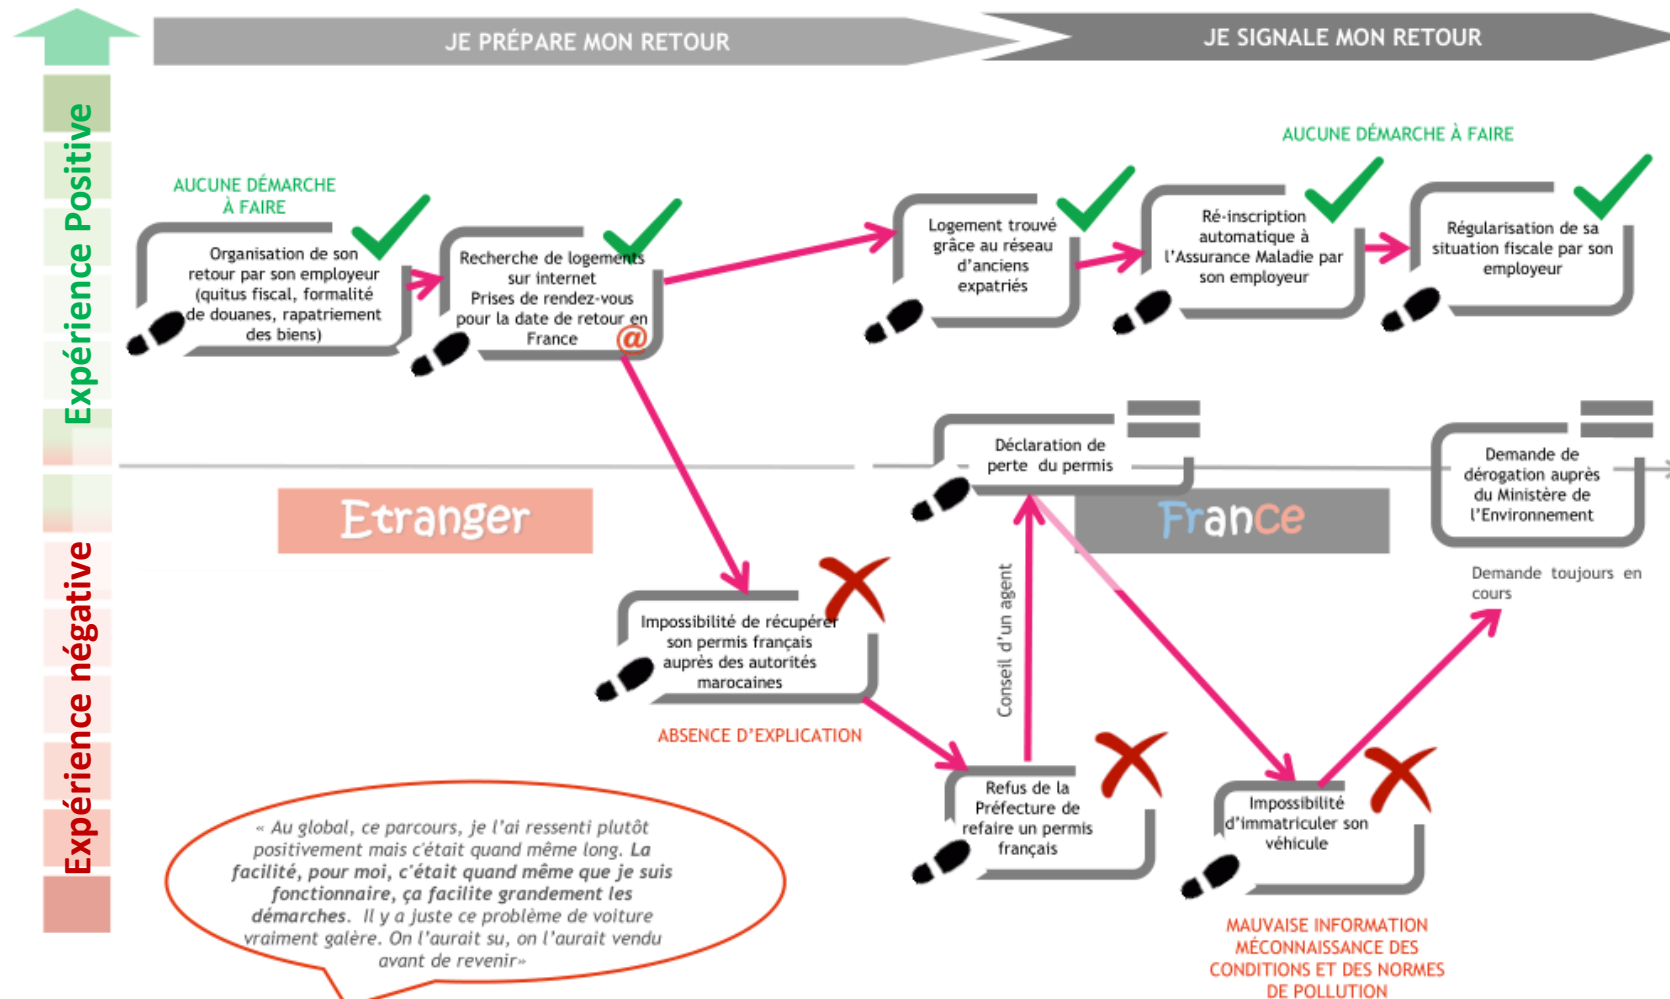 JE PRÉPARE MON RETOUR
JE SIGNALE MON RETOUR
Expérience Positive
Expérience négative
AUCUNE DÉMARCHE
À FAIRE
Organisation de son
retour par son employeur
(quitus fiscal, formalité
de douanes, rapatriement
des biens)
Recherche de logements
sur internet
Prises de rendez-vous
pour la date de retour en
France
@
Logement trouvé
grâce au réseau
d’anciens
expatriés
AUCUNE DÉMARCHE À FAIRE
Ré-inscription
automatique à
l’Assurance Maladie par
son employeur
Régularisation de sa
situation fiscale par son
employeur
Déclaration de
perte du permis
Demande de
dérogation auprès
du Ministère de
l’Environnement
Etranger
France
Demande toujours en
cours
Impossibilité de récupérer
son permis français
auprès des autorités
marocaines
ABSENCE D’EXPLICATION
Conseil d’un agent
Refus de la
Préfecture de
refaire un permis
français
Impossibilité
d’immatriculer son
véhicule
MAUVAISE INFORMATION
MÉCONNAISSANCE DES
CONDITIONS ET DES NORMES
DE POLLUTION
« Au global, ce parcours, je l’ai ressenti plutôt
positivement mais c'était quand même long. La
facilité, pour moi, c'était quand même que je suis
fonctionnaire, ça facilite grandement les
démarches. Il y a juste ce problème de voiture
vraiment galère. On l’aurait su, on l’aurait vendu
avant de revenir»